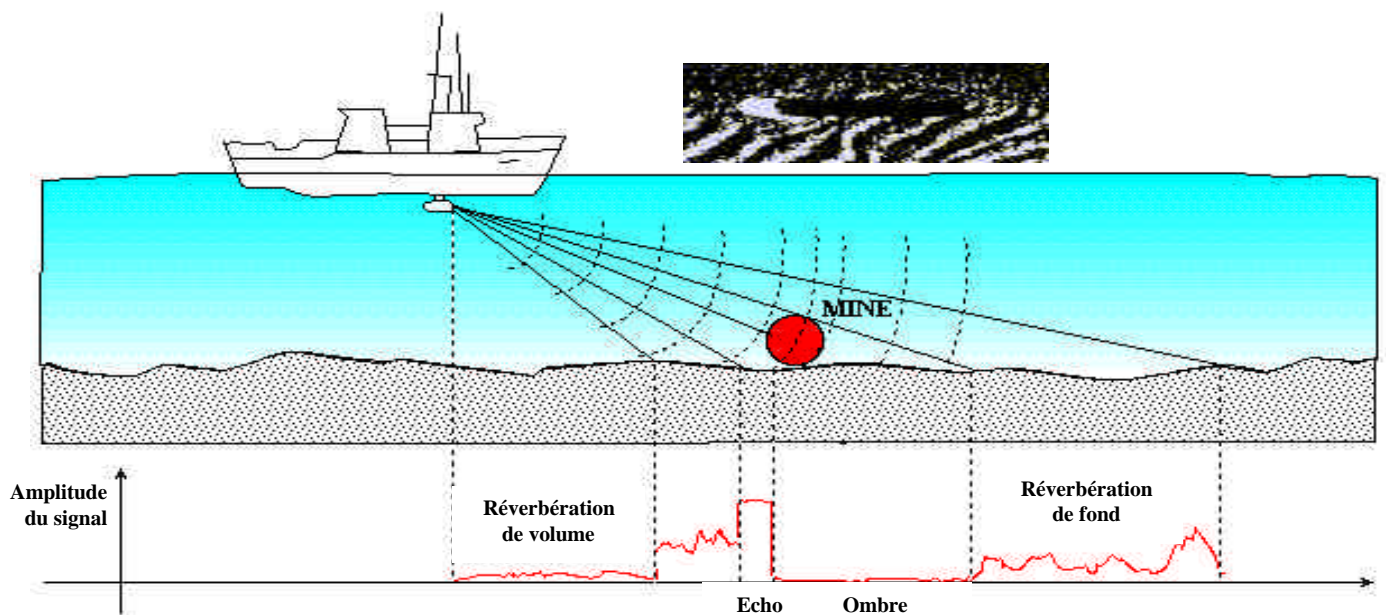 MINE
Amplitude
du signal
Réverbération
de volume
Réverbération
de fond
Echo
Ombre